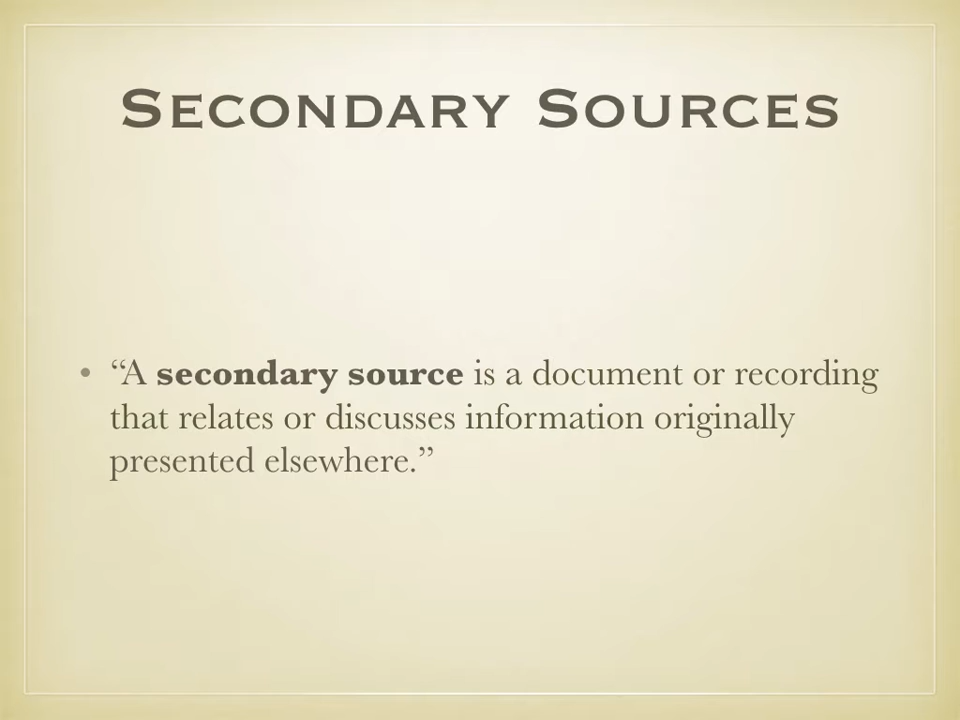 Secondary Sources
• “A secondary source is a document or recording
that relates or discusses information originally
presented elsewhere.”